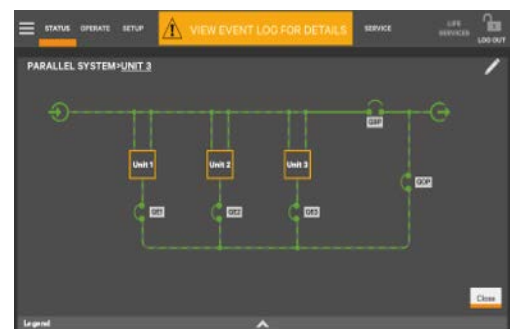 STATUS OPERATE SETUP VIEW EVENT LOG FOR DETAILS SERVICE LIFE SERVICES LOG OUT
PARALLEL SYSTEM>UNIT 3
QBP
Unit 1 Unit 2 Unit 3
QOP
QE1 QE2 QE3
Close
Legend